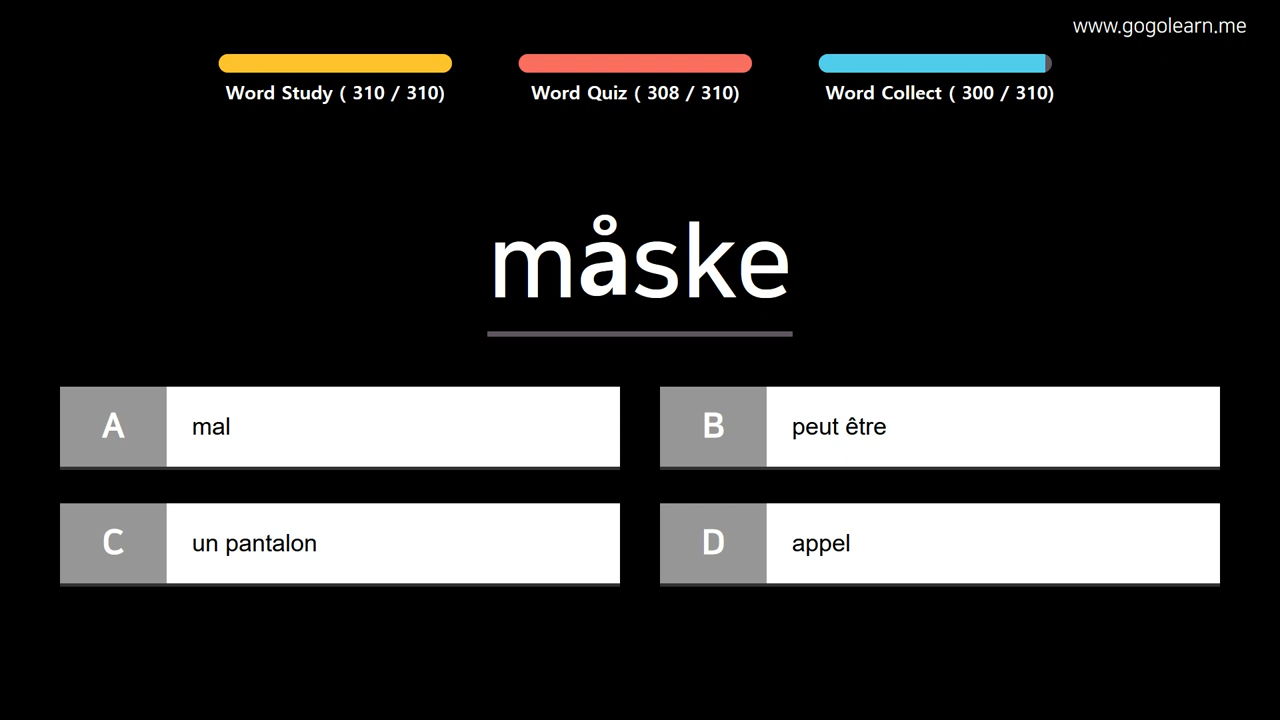 www.gogolearn.me
Word Study ( 310 / 310)
Word Quiz ( 308 / 310)
Word Collect ( 300 / 310)
måske
A mal
B peut être
C un pantalon
D appel